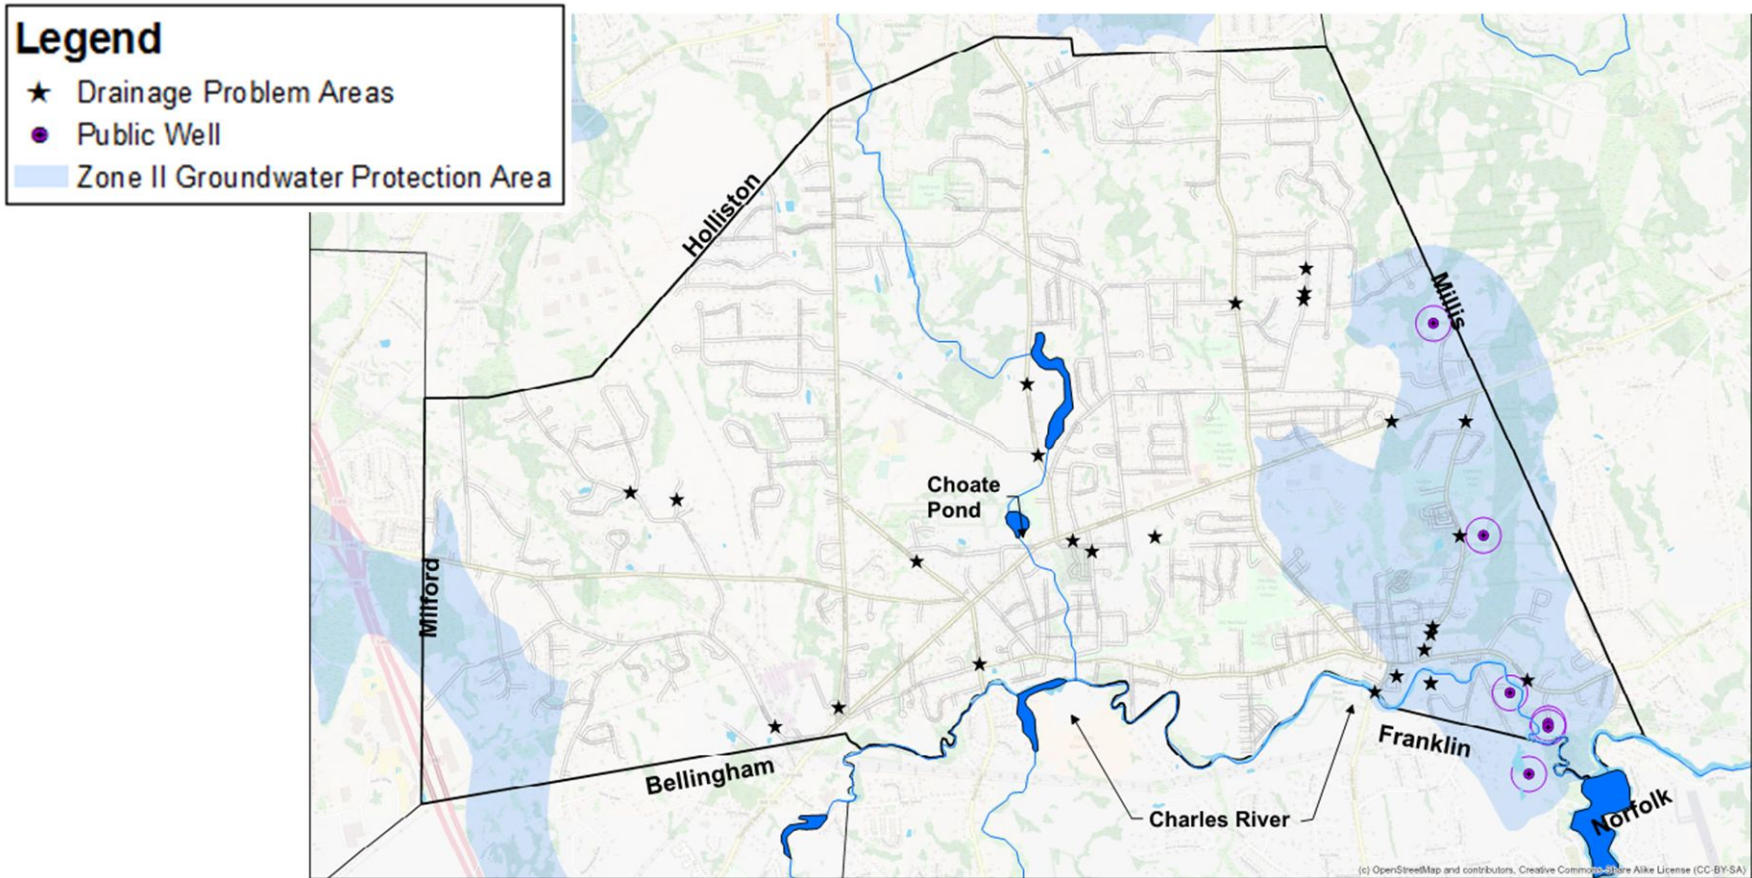 Legend
Drainage Problem Areas
Public Well
Zone II Groundwater Protection Area
Holliston
Millis
Choate
Pond
Milford
Bellingham
Franklin
Charles River
Norfolk
(c) OpenStreetMap and contributors, Creative Commons-Share Alike License (CC-BY-SA)